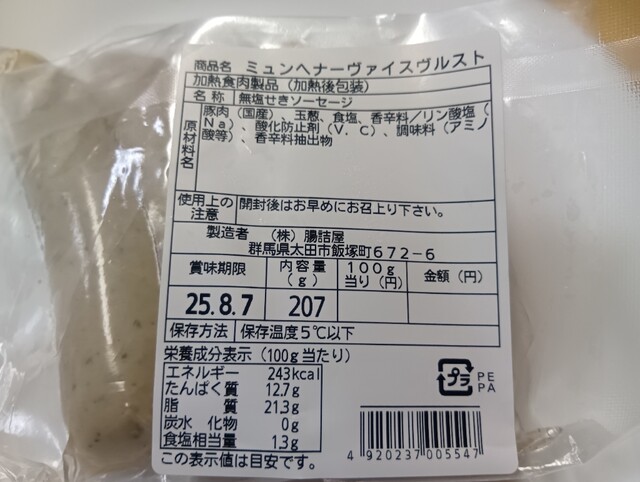 商品名 ミュンヘナーヴァイスヴルスト
加熱食肉製品（加熱後包装）
名称 無塩せきソーセージ
原材料名
豚肉（国産）、玉葱、食塩、香辛料／リン酸塩（
Ｎａ）、酸化防止剤（Ｖ．Ｃ）、調味料（アミノ
酸等）、香辛料抽出物
使用上の注意 開封後はお早めにお召上り下さい。
製造者 （株）腸詰屋
群馬県太田市飯塚町６７２－６
賞味期限 内容量（ｇ） １００ｇ当り（円） 金額（円）
25.8.7 207
保存方法 保存温度５℃以下
栄養成分表示（100g当たり）
エネルギー 243kcal
たんぱく質 12.7g
脂質 21.3g
炭水化物 0g
食塩相当量 1.3g
この表示値は目安です。
プラ PE
PA
4 920237 005547